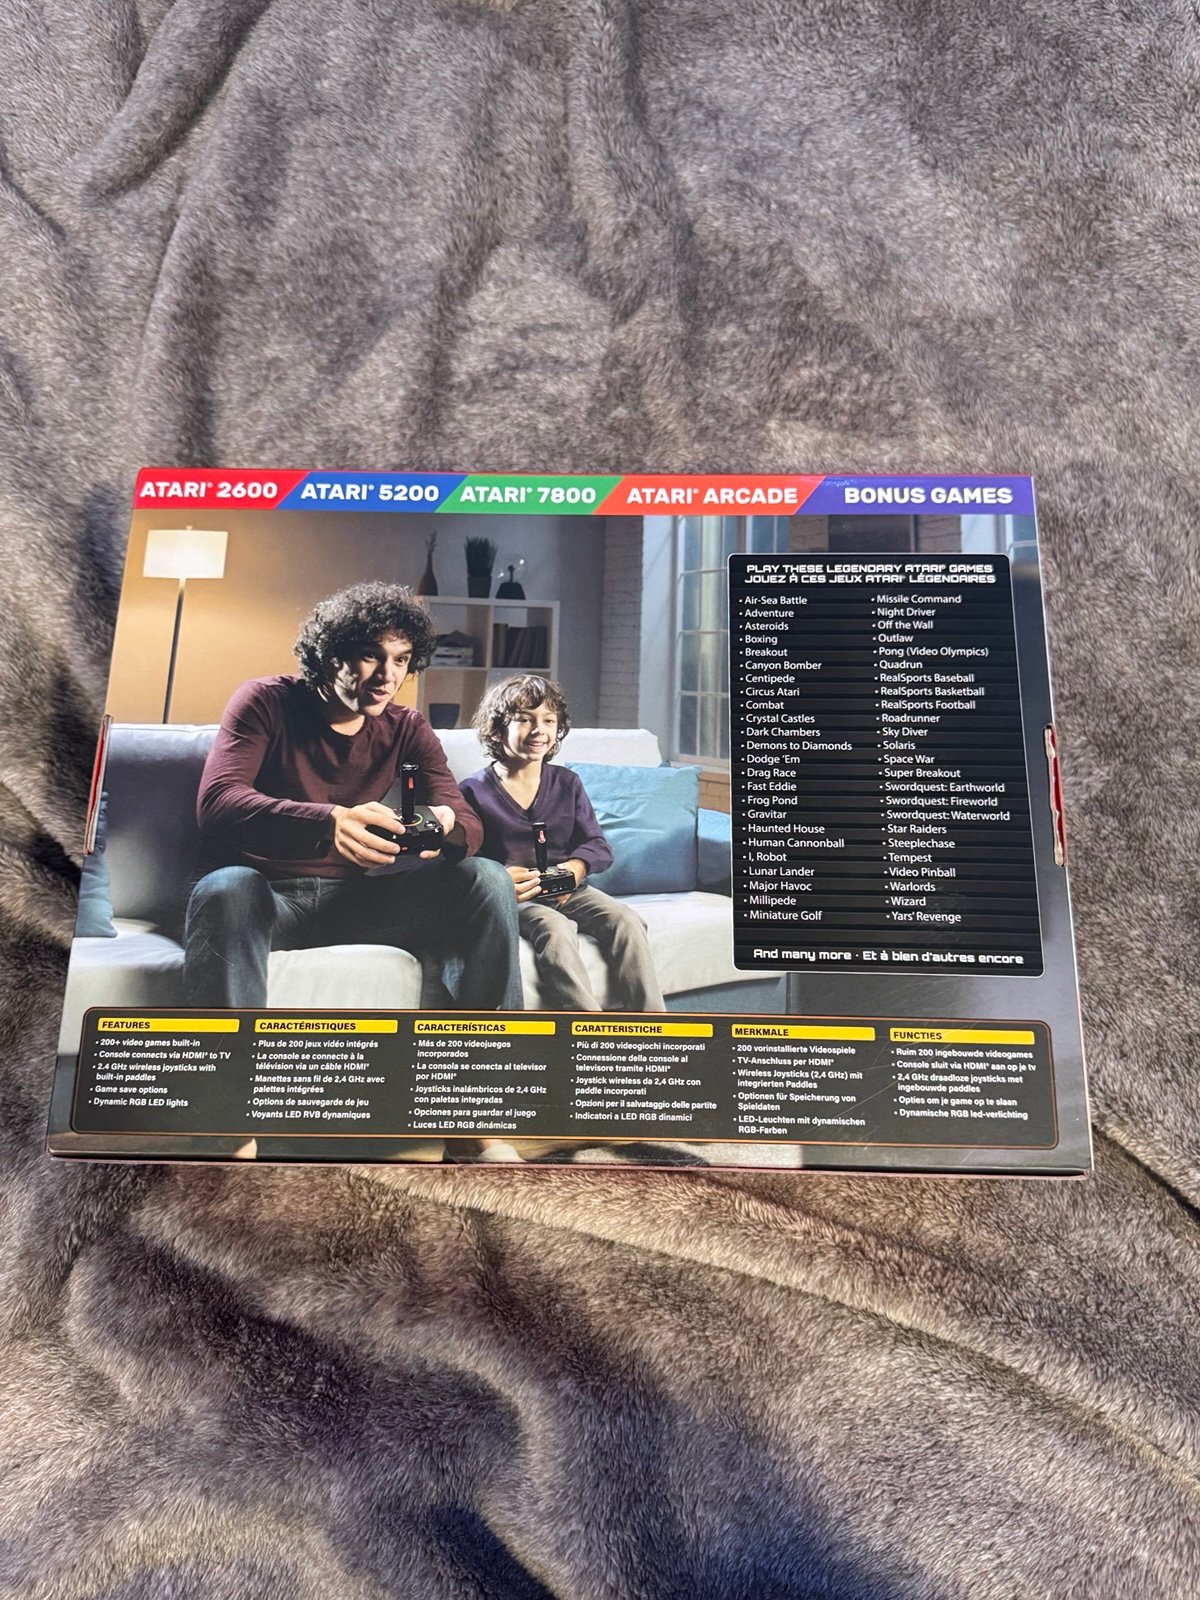 ATARI® 2600 ATARI® 5200 ATARI® 7800 ATARI® ARCADE BONUS GAMES
PLAY THESE LEGENDARY ATARI® GAMES
JOUEZ À CES JEUX ATARI® LÉGENDAIRES
• Air-Sea Battle
• Adventure
• Asteroids
• Boxing
• Breakout
• Canyon Bomber
• Centipede
• Circus Atari
• Combat
• Crystal Castles
• Dark Chambers
• Demons to Diamonds
• Dodge 'Em
• Drag Race
• Fast Eddie
• Frog Pond
• Gravitar
• Haunted House
• Human Cannonball
• I, Robot
• Lunar Lander
• Major Havoc
• Millipede
• Miniature Golf
• Missile Command
• Night Driver
• Off the Wall
• Outlaw
• Pong (Video Olympics)
• Quadrun
• RealSports Baseball
• RealSports Basketball
• RealSports Football
• Roadrunner
• Sky Diver
• Solaris
• Space War
• Super Breakout
• Swordquest: Earthworld
• Swordquest: Fireworld
• Swordquest: Waterworld
• Star Raiders
• Steeplechase
• Tempest
• Video Pinball
• Warlords
• Wizard
• Yars' Revenge
And many more · Et à bien d'autres encore
FEATURES
• 200+ video games built-in
• Console connects via HDMI® to TV
• 2.4 GHz wireless joysticks with
built-in paddles
• Game save options
• Dynamic RGB LED lights
CARACTÉRISTIQUES
• Plus de 200 jeux vidéo intégrés
• La console se connecte à la
télévision via un câble HDMI®
• Manettes sans fil de 2,4 GHz avec
palettes intégrées
• Options de sauvegarde de jeu
• Voyants LED RVB dynamiques
CARACTERÍSTICAS
• Más de 200 videojuegos
incorporados
• La consola se conecta al televisor
por HDMI®
• Joysticks inalámbricos de 2,4 GHz
con paletas integradas
• Opciones para guardar el juego
• Luces LED RGB dinámicas
CARATTERISTICHE
• Più di 200 videogiochi incorporati
• Connessione della console al
televisore tramite HDMI®
• Joystick wireless da 2,4 GHz con
paddle incorporati
• Opzioni per il salvataggio delle partite
• Indicatori a LED RGB dinamici
MERKMALE
• 200 vorinstallierte Videospiele
• TV-Anschluss per HDMI®
• Wireless Joysticks (2,4 GHz) mit
integrierten Paddles
• Optionen für Speicherung von
Spieldaten
• LED-Leuchten mit dynamischen
RGB-Farben
FUNCTIES
• Ruim 200 ingebouwde videogames
• Console sluit via HDMI® aan op je tv
• 2,4 GHz draadloze joysticks met
ingebouwde paddles
• Opties om je game op te slaan
• Dynamische RGB led-verlichting